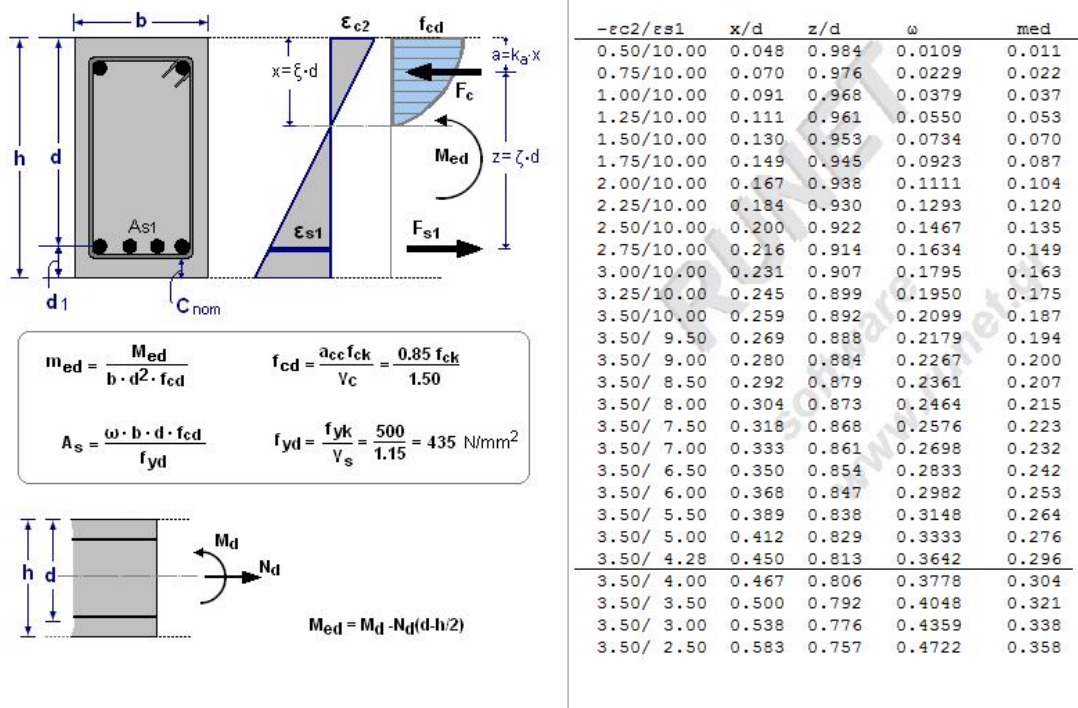 b
εc2
fcd
x=ξ·d
a=ka·x
Fc
h
d
Med
z=ζ·d
As1
εs1
Fs1
d1
Cnom
med = Med / b · d² · fcd
fcd = acc fck / γc = 0.85 fck / 1.50
As = ω · b · d · fcd / fyd
fyd = fyk / γs = 500 / 1.15 = 435 N/mm²
h
d
Md
Nd
Med = Md -Nd(d-h/2)
-εc2/εs1 x/d z/d ω med
0.50/10.00 0.048 0.984 0.0109 0.011
0.75/10.00 0.070 0.976 0.0229 0.022
1.00/10.00 0.091 0.968 0.0379 0.037
1.25/10.00 0.111 0.961 0.0550 0.053
1.50/10.00 0.130 0.953 0.0734 0.070
1.75/10.00 0.149 0.945 0.0923 0.087
2.00/10.00 0.167 0.938 0.1111 0.104
2.25/10.00 0.184 0.930 0.1293 0.120
2.50/10.00 0.200 0.922 0.1467 0.135
2.75/10.00 0.216 0.914 0.1634 0.149
3.00/10.00 0.231 0.907 0.1795 0.163
3.25/10.00 0.245 0.899 0.1950 0.175
3.50/10.00 0.259 0.892 0.2099 0.187
3.50/ 9.50 0.269 0.888 0.2179 0.194
3.50/ 9.00 0.280 0.884 0.2267 0.200
3.50/ 8.50 0.292 0.879 0.2361 0.207
3.50/ 8.00 0.304 0.873 0.2464 0.215
3.50/ 7.50 0.318 0.868 0.2576 0.223
3.50/ 7.00 0.333 0.861 0.2698 0.232
3.50/ 6.50 0.350 0.854 0.2833 0.242
3.50/ 6.00 0.368 0.847 0.2982 0.253
3.50/ 5.50 0.389 0.838 0.3148 0.264
3.50/ 5.00 0.412 0.829 0.3333 0.276
3.50/ 4.28 0.450 0.813 0.3642 0.296
3.50/ 4.00 0.467 0.806 0.3778 0.304
3.50/ 3.50 0.500 0.792 0.4048 0.321
3.50/ 3.00 0.538 0.776 0.4359 0.338
3.50/ 2.50 0.583 0.757 0.4722 0.358
RUNET
software
www.runet.gr